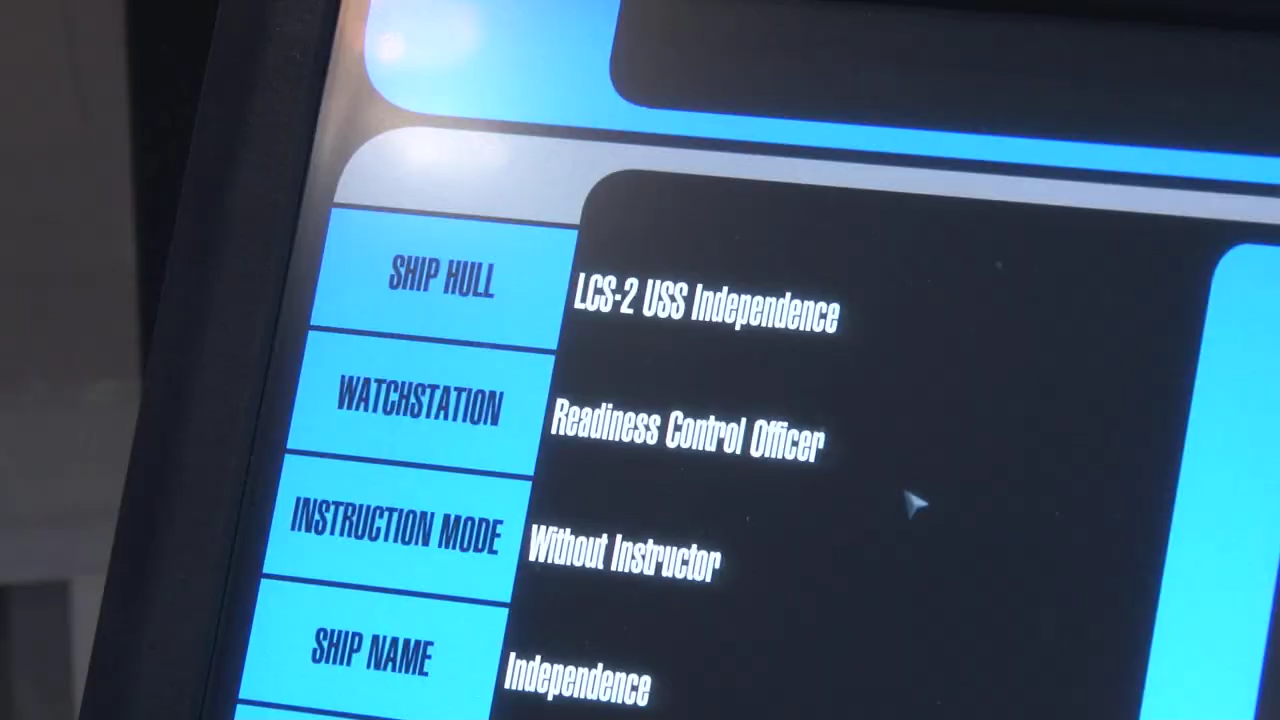 SHIP HULL
LCS-2 USS Independence
WATCHSTATION
Readiness Control Officer
INSTRUCTION MODE
Without Instructor
SHIP NAME
Independence